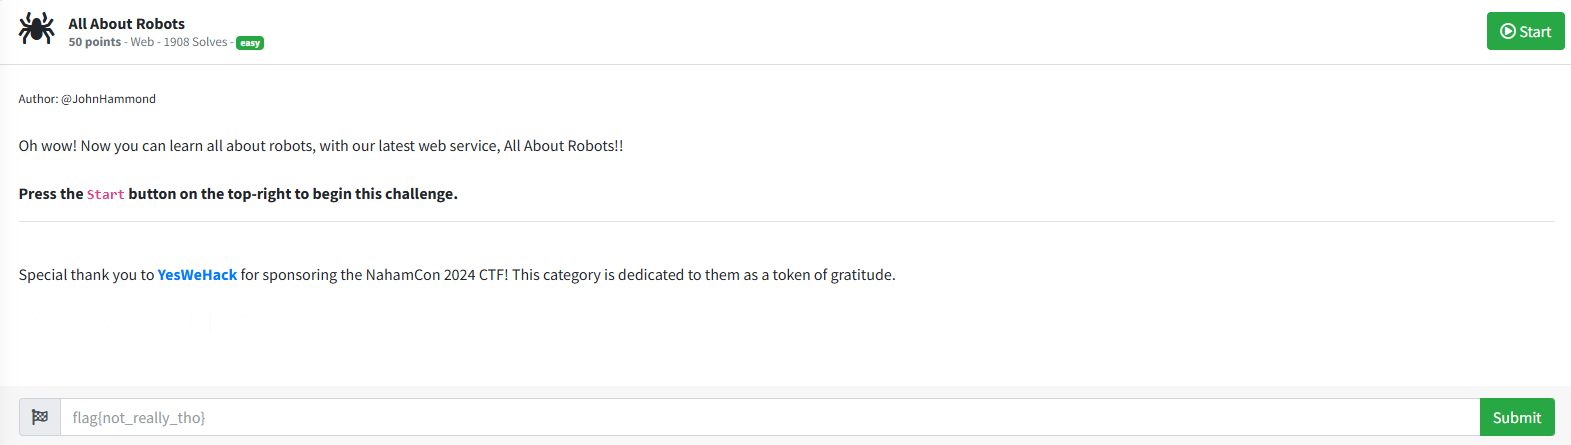 All About Robots
50 points - Web - 1908 Solves - easy
Start
Author: @JohnHammond
Oh wow! Now you can learn all about robots, with our latest web service, All About Robots!!
Press the Start button on the top-right to begin this challenge.
Special thank you to YesWeHack for sponsoring the NahamCon 2024 CTF! This category is dedicated to them as a token of gratitude.
flag{not_really_tho}
Submit